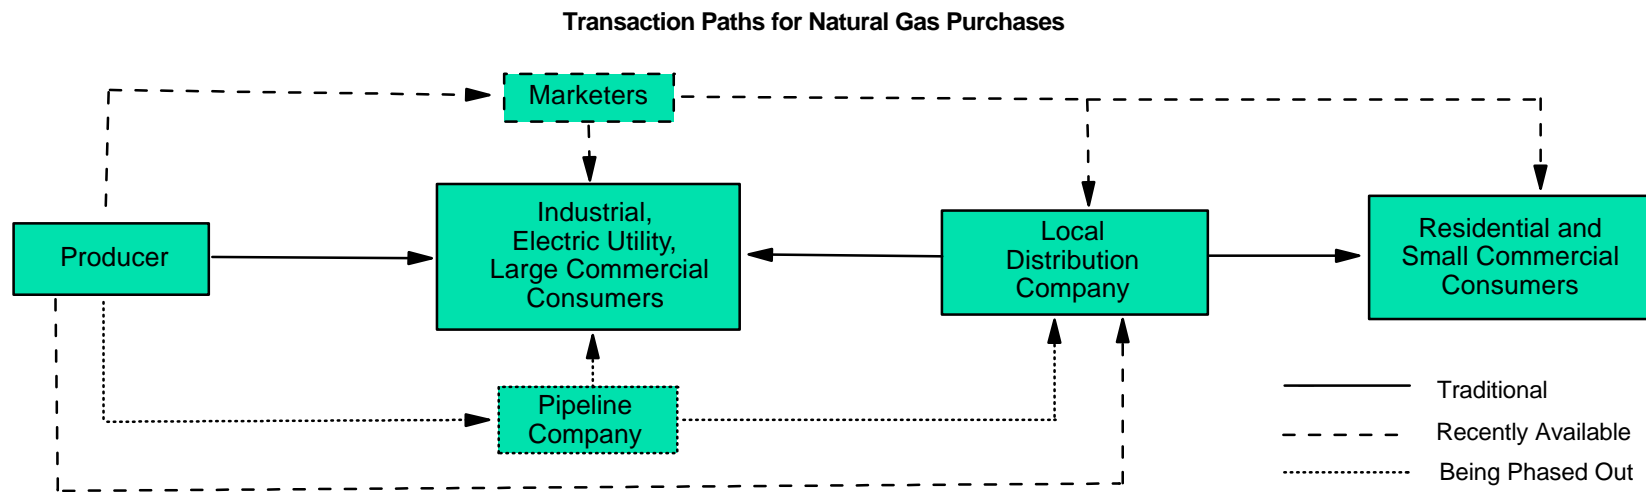 Transaction Paths for Natural Gas Purchases
Marketers
Producer
Industrial,
Electric Utility,
Large Commercial
Consumers
Local
Distribution
Company
Residential and
Small Commercial
Consumers
Pipeline
Company
Traditional
Recently Available
Being Phased Out